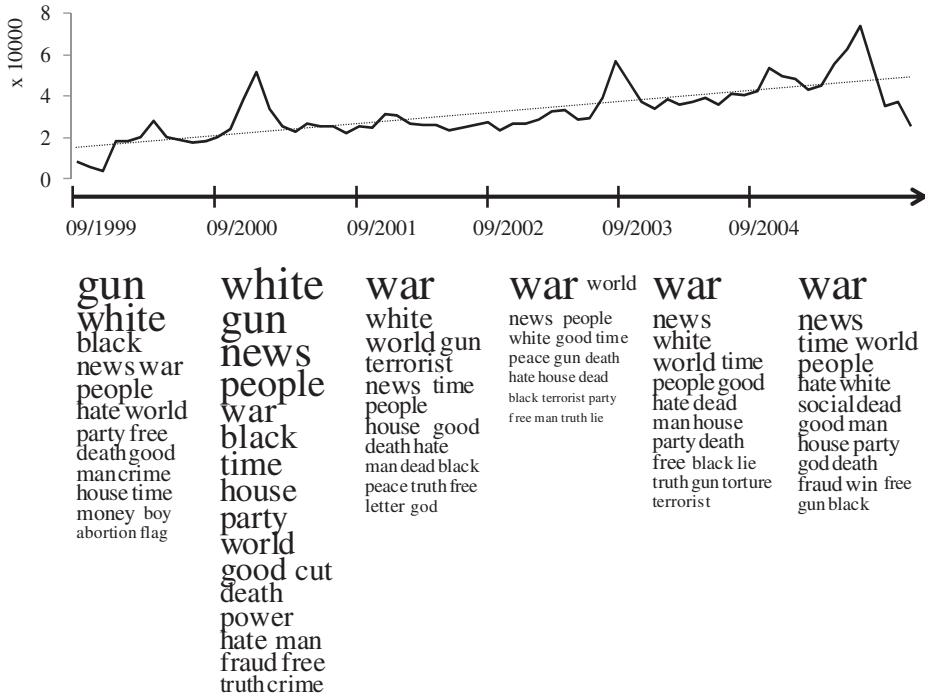 x 10000
8
6
4
2
0
09/1999 09/2000 09/2001 09/2002 09/2003 09/2004
gun
white
black
news war
people
hate world
party free
death good
man crime
house time
money boy
abortion flag
white
gun
news
people
war
black
time
house
party
world
good cut
death
power
hate man
fraud free
truth crime
war
white
world gun
terrorist
news time
people
house good
death hate
man dead black
peace truth free
letter god
war world
news people
white good time
peace gun death
hate house dead
black terrorist party
free man truth lie
war
news
white
world time
people good
hate dead
man house
party death
free black lie
truth gun torture
terrorist
war
news
time world
people
hate white
social dead
good man
house party
god death
fraud win free
gun black